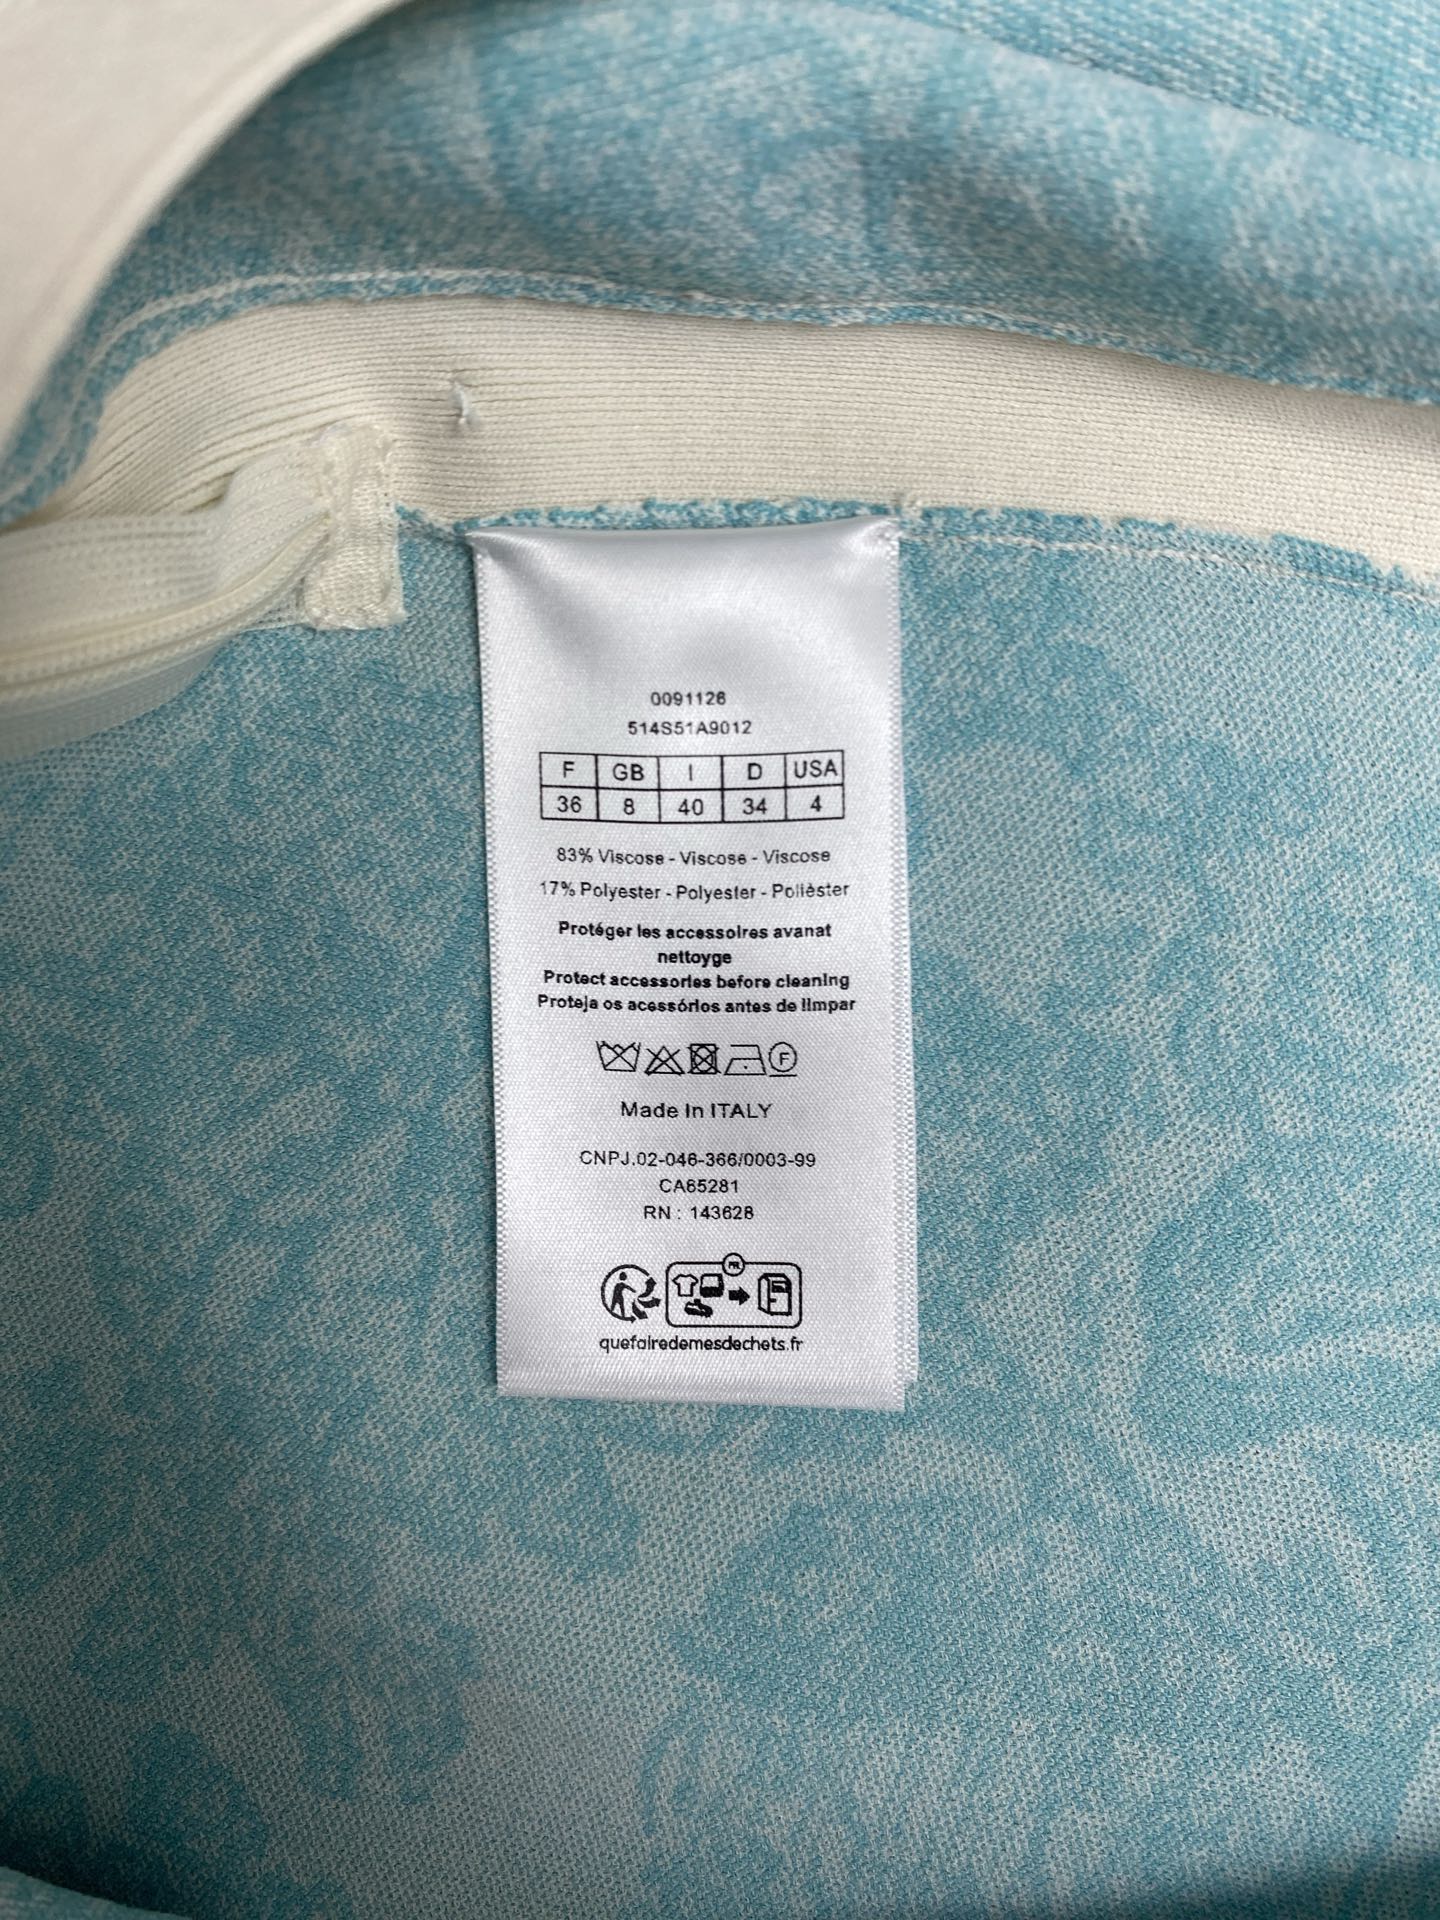 0091126
514S51A9012
F GB I D USA
36 8 40 34 4
83% Viscose - Viscose - Viscose
17% Polyester - Polyester - Polièster
Protéger les accessoires avanat
nettoyge
Protect accessories before cleaning
Proteja os acessórios antes de limpar
F
Made In ITALY
CNPJ.02-046-366/0003-99
CA65281
RN : 143628
FR
quefairedemesdechets.fr